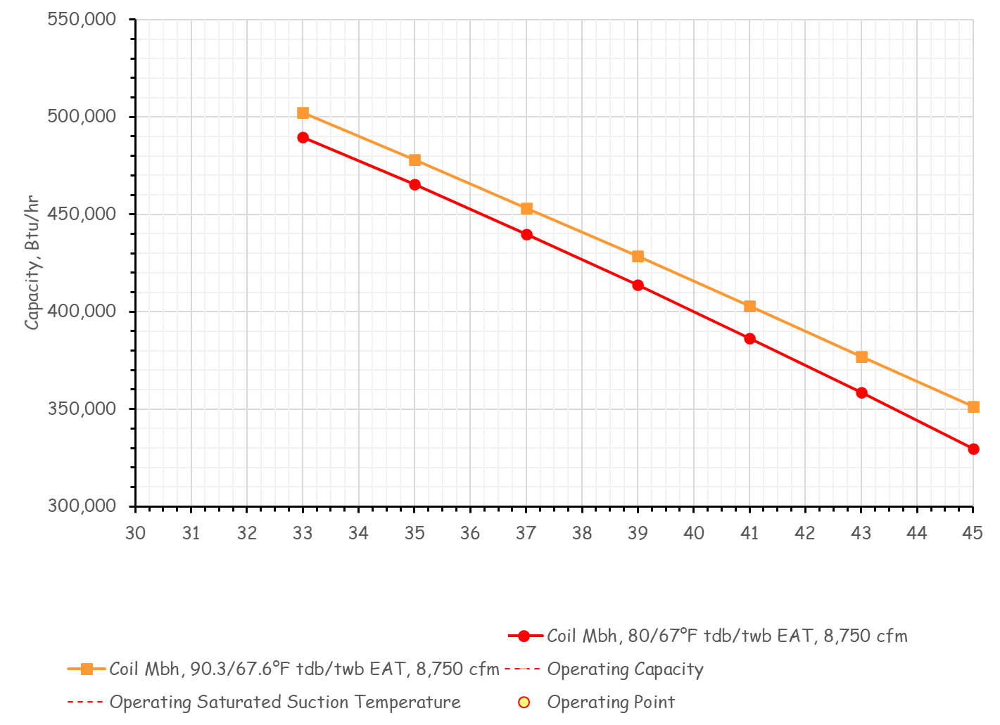 550,000
500,000
450,000
400,000
350,000
300,000
Capacity, Btu/hr
30 31 32 33 34 35 36 37 38 39 40 41 42 43 44 45
Coil Mbh, 80/67°F tdb/twb EAT, 8,750 cfm
Coil Mbh, 90.3/67.6°F tdb/twb EAT, 8,750 cfm
Operating Capacity
Operating Saturated Suction Temperature
Operating Point